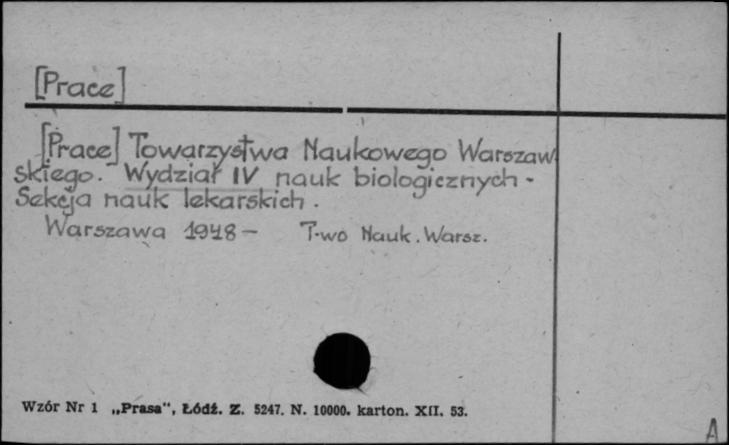 [Prace]
[Prace] Towarzystwa Naukowego Warszaw
skiego. Wydział IV nauk biologicznych -
Sekcja nauk lekarskich.
Warszawa 1948 - T-wo Nauk. Warsz.
Wzór Nr 1 „Prasa“, Łódź. Z. 5247. N. 10000. karton. XII. 53.
A